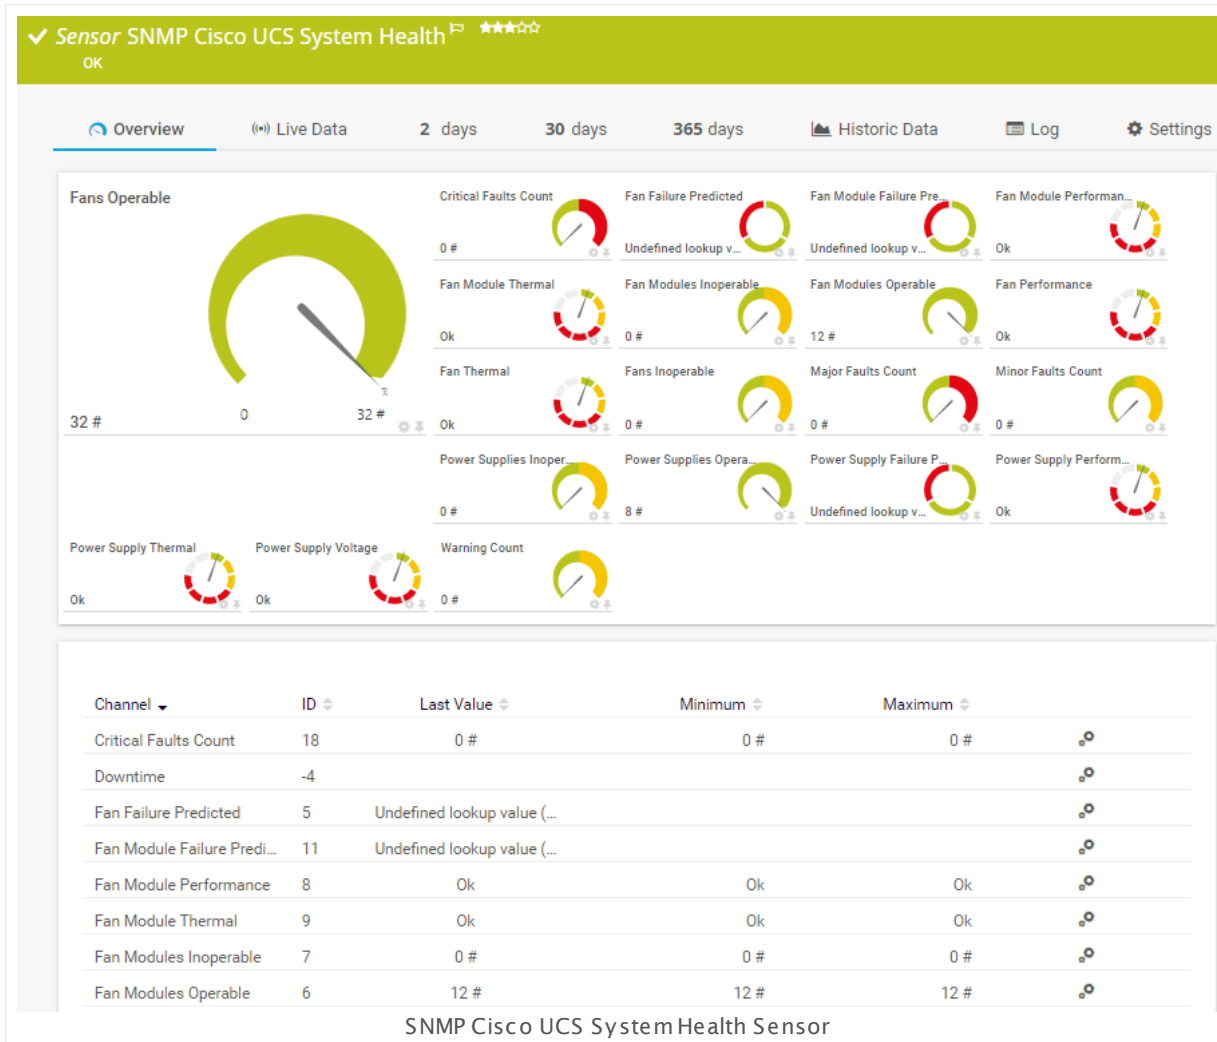 Sensor SNMP Cisco UCS System Health
OK
Overview Live Data 2 days 30 days 365 days Historic Data Log Settings
Fans Operable
32 #
0
32 #
Critical Faults Count
0 #
Fan Failure Predicted
Undefined lookup v...
Fan Module Failure Pre...
Undefined lookup v...
Fan Module Performan...
Ok
Fan Module Thermal
Ok
Fan Modules Inoperable
0 #
Fan Modules Operable
12 #
Fan Performance
Ok
Fan Thermal
Ok
Fans Inoperable
0 #
Major Faults Count
0 #
Minor Faults Count
0 #
Power Supplies Inoper...
0 #
Power Supplies Opera...
8 #
Power Supply Failure P...
Undefined lookup v...
Power Supply Perform...
Ok
Power Supply Thermal
Ok
Power Supply Voltage
Ok
Warning Count
0 #
Channel ID Last Value Minimum Maximum
Critical Faults Count 18 0 # 0 # 0 #
Downtime -4
Fan Failure Predicted 5 Undefined lookup value (...
Fan Module Failure Predi... 11 Undefined lookup value (...
Fan Module Performance 8 Ok Ok Ok
Fan Module Thermal 9 Ok Ok Ok
Fan Modules Inoperable 7 0 # 0 # 0 #
Fan Modules Operable 6 12 # 12 # 12 #
SNMP Cisco UCS System Health Sensor